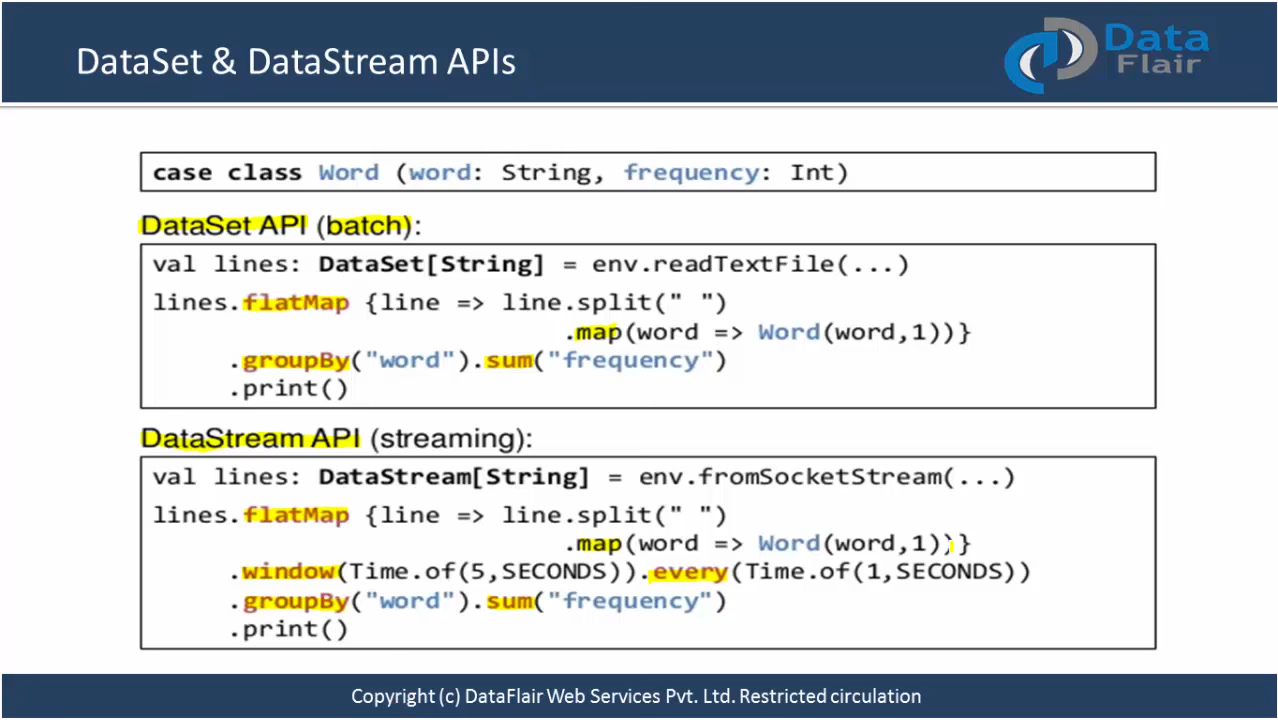 DataSet & DataStream APIs
Data
Flair
case class Word (word: String, frequency: Int)
DataSet API (batch):
val lines: DataSet[String] = env.readTextFile(...)
lines.flatMap {line => line.split(" ")
.map(word => Word(word,1))}
.groupBy("word").sum("frequency")
.print()
DataStream API (streaming):
val lines: DataStream[String] = env.fromSocketStream(...)
lines.flatMap {line => line.split(" ")
.map(word => Word(word,1))}
.window(Time.of(5,SECONDS)).every(Time.of(1,SECONDS))
.groupBy("word").sum("frequency")
.print()
Copyright (c) DataFlair Web Services Pvt. Ltd. Restricted circulation